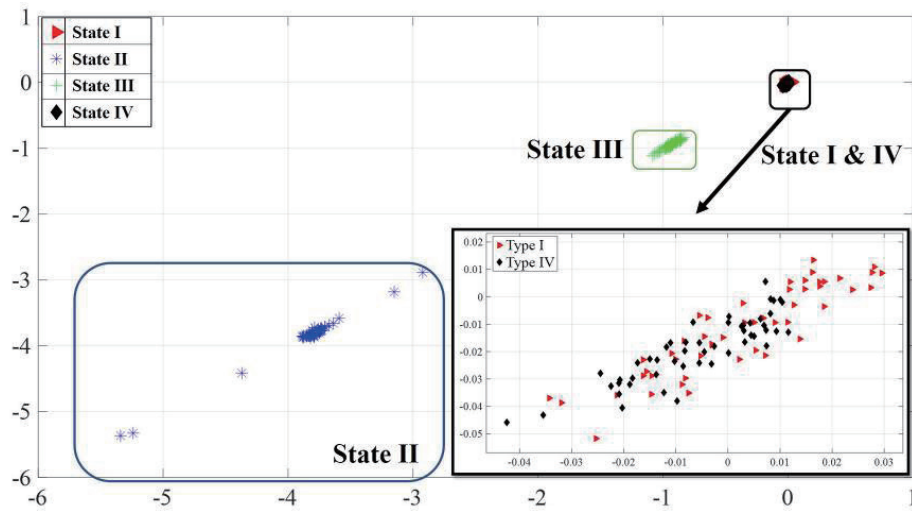 1
0
-1
-2
-3
-4
-5
-6
State I
State II
State III
State IV
State III
State I & IV
State II
Type I
Type IV
0.02
0.01
0
-0.01
-0.02
-0.03
-0.04
-0.05
-0.04 -0.03 -0.02 -0.01 0 0.01 0.02 0.03
-6 -5 -4 -3 -2 -1 0 1